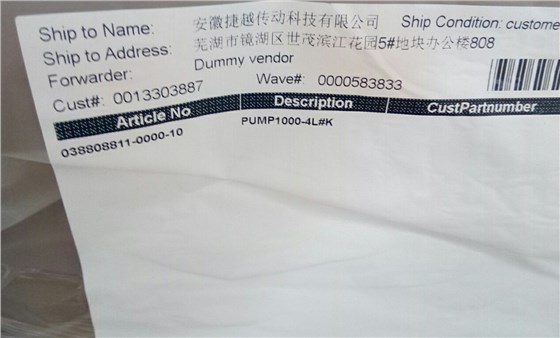 Ship to Name: 安徽捷越传动科技有限公司 Ship Condition: custome
Ship to Address: 芜湖市镜湖区世茂滨江花园5#地块办公楼808
Forwarder: Dummy vendor
Cust#: 0013303887 Wave#: 0000583833
Article No Description CustPartnumber
038808811-0000-10 PUMP1000-4L#K